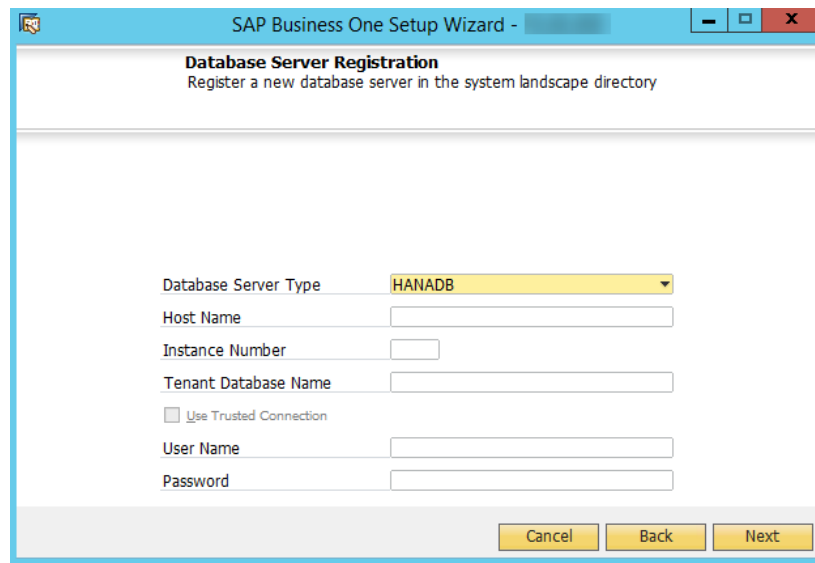 SAP Business One Setup Wizard -
Database Server Registration
Register a new database server in the system landscape directory
Database Server Type HANADB
Host Name
Instance Number
Tenant Database Name
Use Trusted Connection
User Name
Password
Cancel Back Next